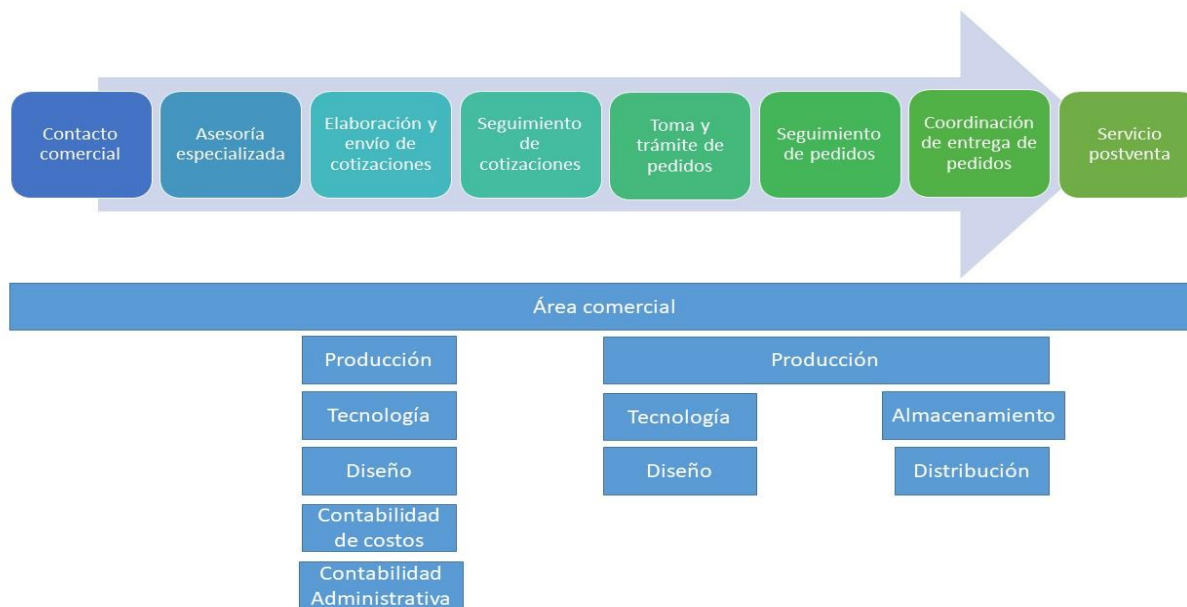 Contacto
comercial
Asesoría
especializada
Elaboración y
envío de
cotizaciones
Seguimiento
de
cotizaciones
Toma y
trámite de
pedidos
Seguimiento
de pedidos
Coordinación
de entrega de
pedidos
Servicio
postventa
Área comercial
Producción
Producción
Tecnología
Tecnología
Almacenamiento
Diseño
Diseño
Distribución
Contabilidad
de costos
Contabilidad
Administrativa